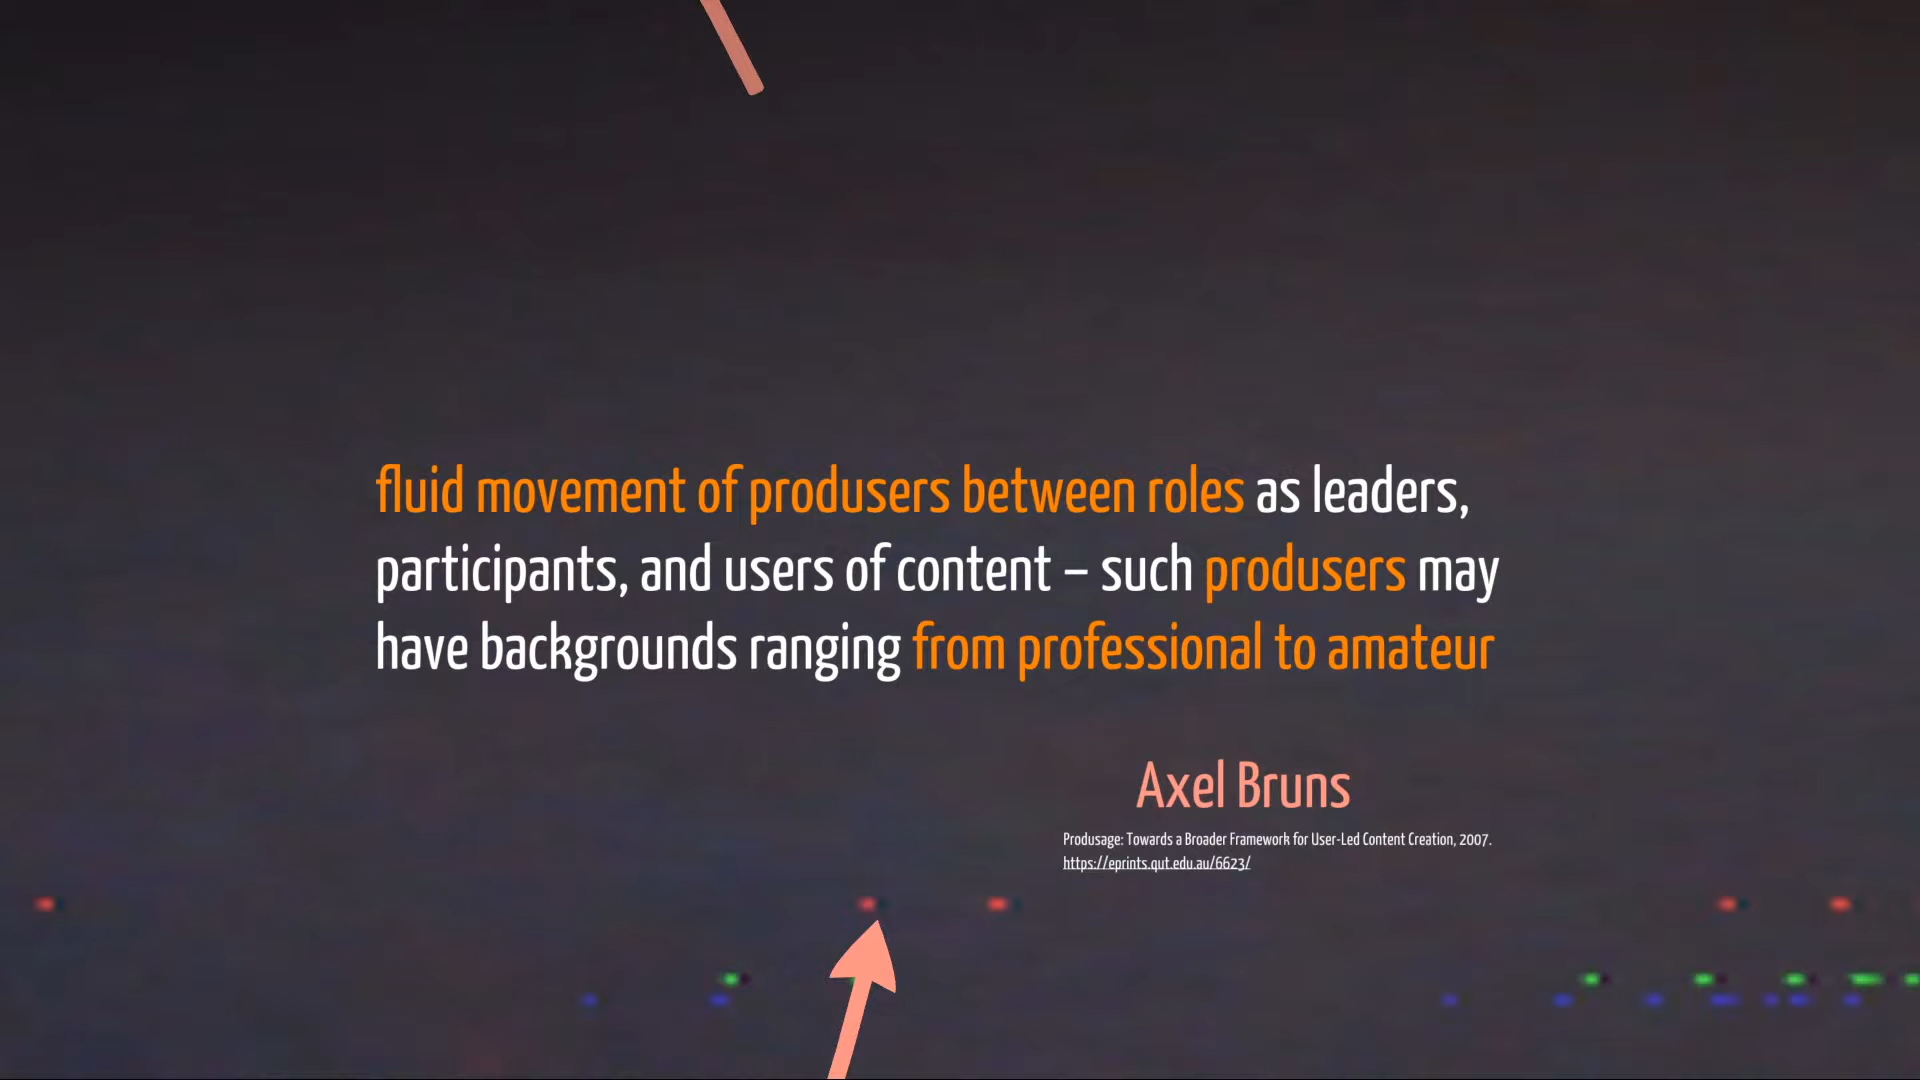 fluid movement of produsers between roles as leaders,
participants, and users of content – such produsers may
have backgrounds ranging from professional to amateur
Axel Bruns
Produsage: Towards a Broader Framework for User-Led Content Creation, 2007.
https://eprints.qut.edu.au/6623/